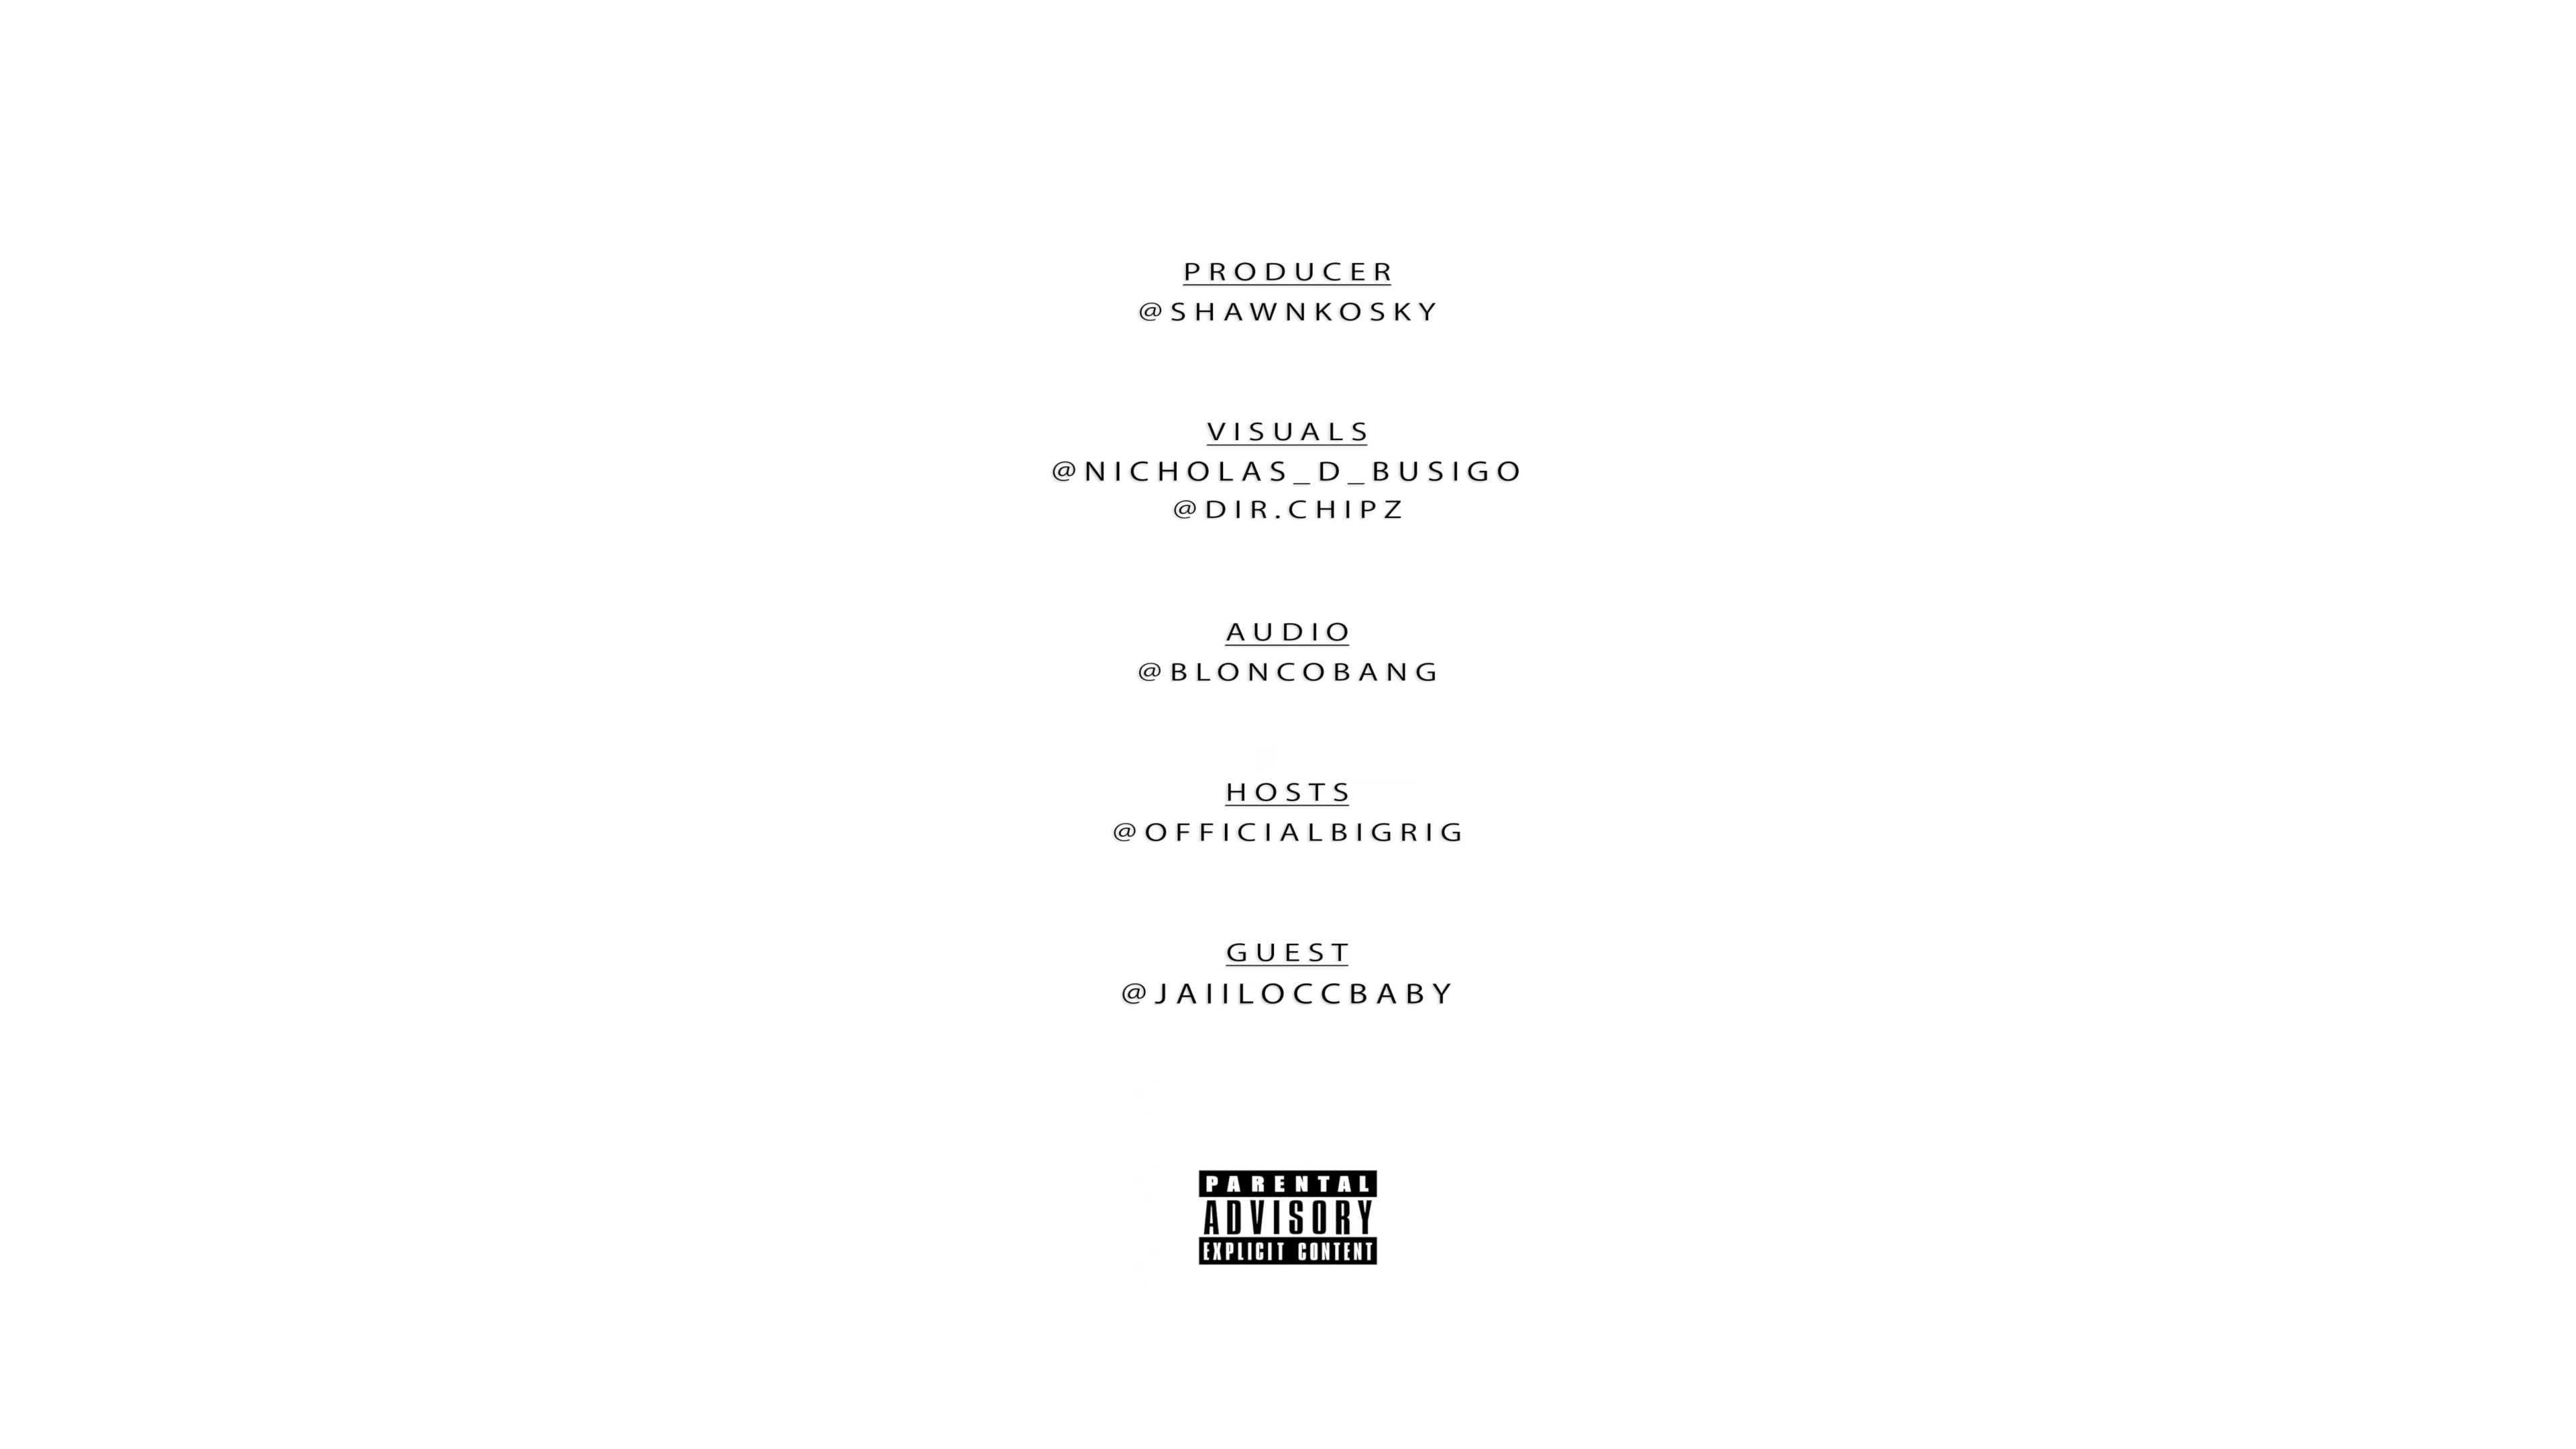 PRODUCER
@SHAWNKOSKY
VISUALS
@NICHOLAS_D_BUSIGO
@DIR.CHIPZ
AUDIO
@BLONCOBANG
HOSTS
@OFFICIALBIGRIG
GUEST
@JAIILOCCBABY
PARENTAL
ADVISORY
EXPLICIT CONTENT